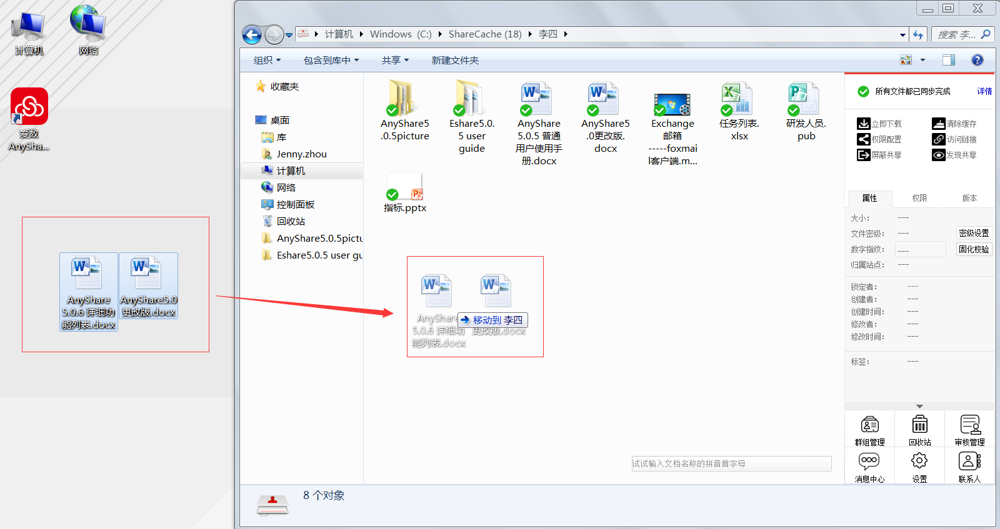 计算机
网络
爱数
AnySha...
AnyShare
5.0.6 详细功
能列表.docx
AnyShare5.0
更改版.docx
计算机
Windows (C:)
ShareCache (18)
李四
搜索 李...
组织
包含到库中
共享
新建文件夹
收藏夹
桌面
库
Jenny.zhou
计算机
网络
控制面板
回收站
AnyShare5.0.5pictu
Eshare5.0.5 user gu
AnyShare5
.0.5picture
Eshare5.0.
5 user
guide
AnyShare
5.0.5 普通
用户使用手
册.docx
AnyShare5
.0更改版.
docx
Exchange
邮箱
-----foxmai
l客户端.m...
任务列表.
xlsx
研发人员.
pub
指标.pptx
AnyShare
5.0.6 详细功
能列表.docx
更改版.docx
移动到 李四
试试输入文档名称的拼音首字母
所有文件都已同步完成
详情
立即下载
清除缓存
权限配置
访问链接
屏蔽共享
发现共享
属性
权限
版本
大小： ---
文件密级： ---
密级设置
数字指纹： ---
固化校验
归属站点： ---
锁定者： ---
创建者： ---
创建时间： ---
修改者： ---
修改时间： ---
标签： ---
群组管理
回收站
审核管理
消息中心
设置
联系人
8 个对象